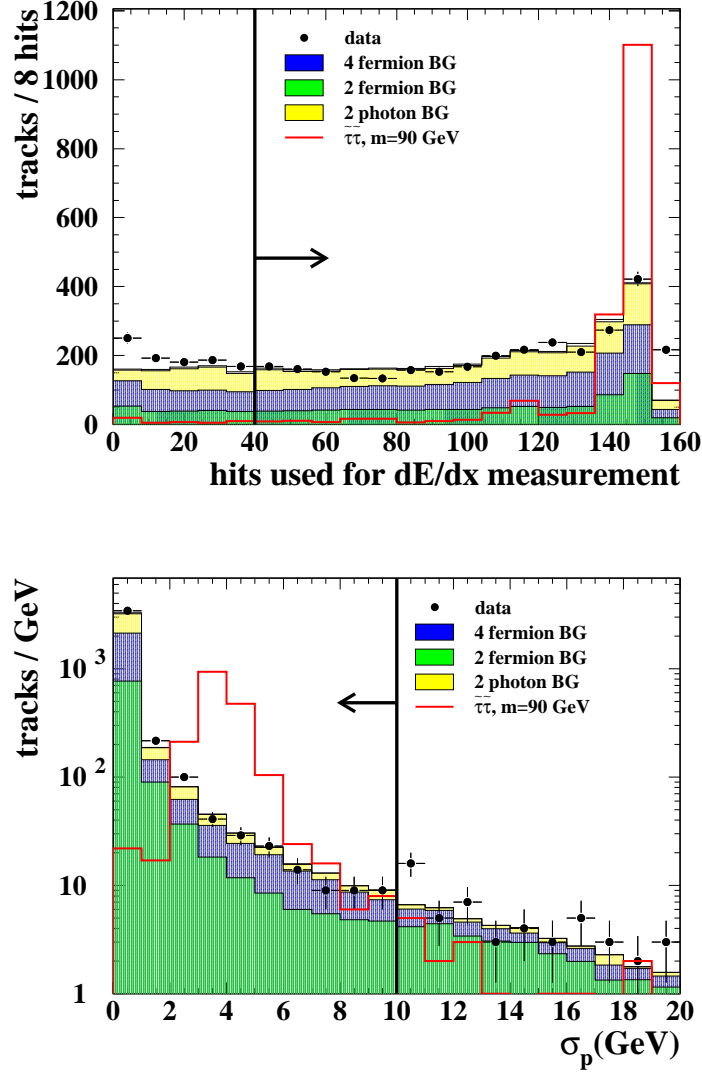 tracks / 8 hits
1200
1000
800
600
400
200
0
data
4 fermion BG
2 fermion BG
2 photon BG
τ̃τ̃, m=90 GeV
0 20 40 60 80 100 120 140 160
hits used for dE/dx measurement
tracks / GeV
10³
10²
10
1
data
4 fermion BG
2 fermion BG
2 photon BG
τ̃τ̃, m=90 GeV
0 2 4 6 8 10 12 14 16 18 20
σₚ(GeV)